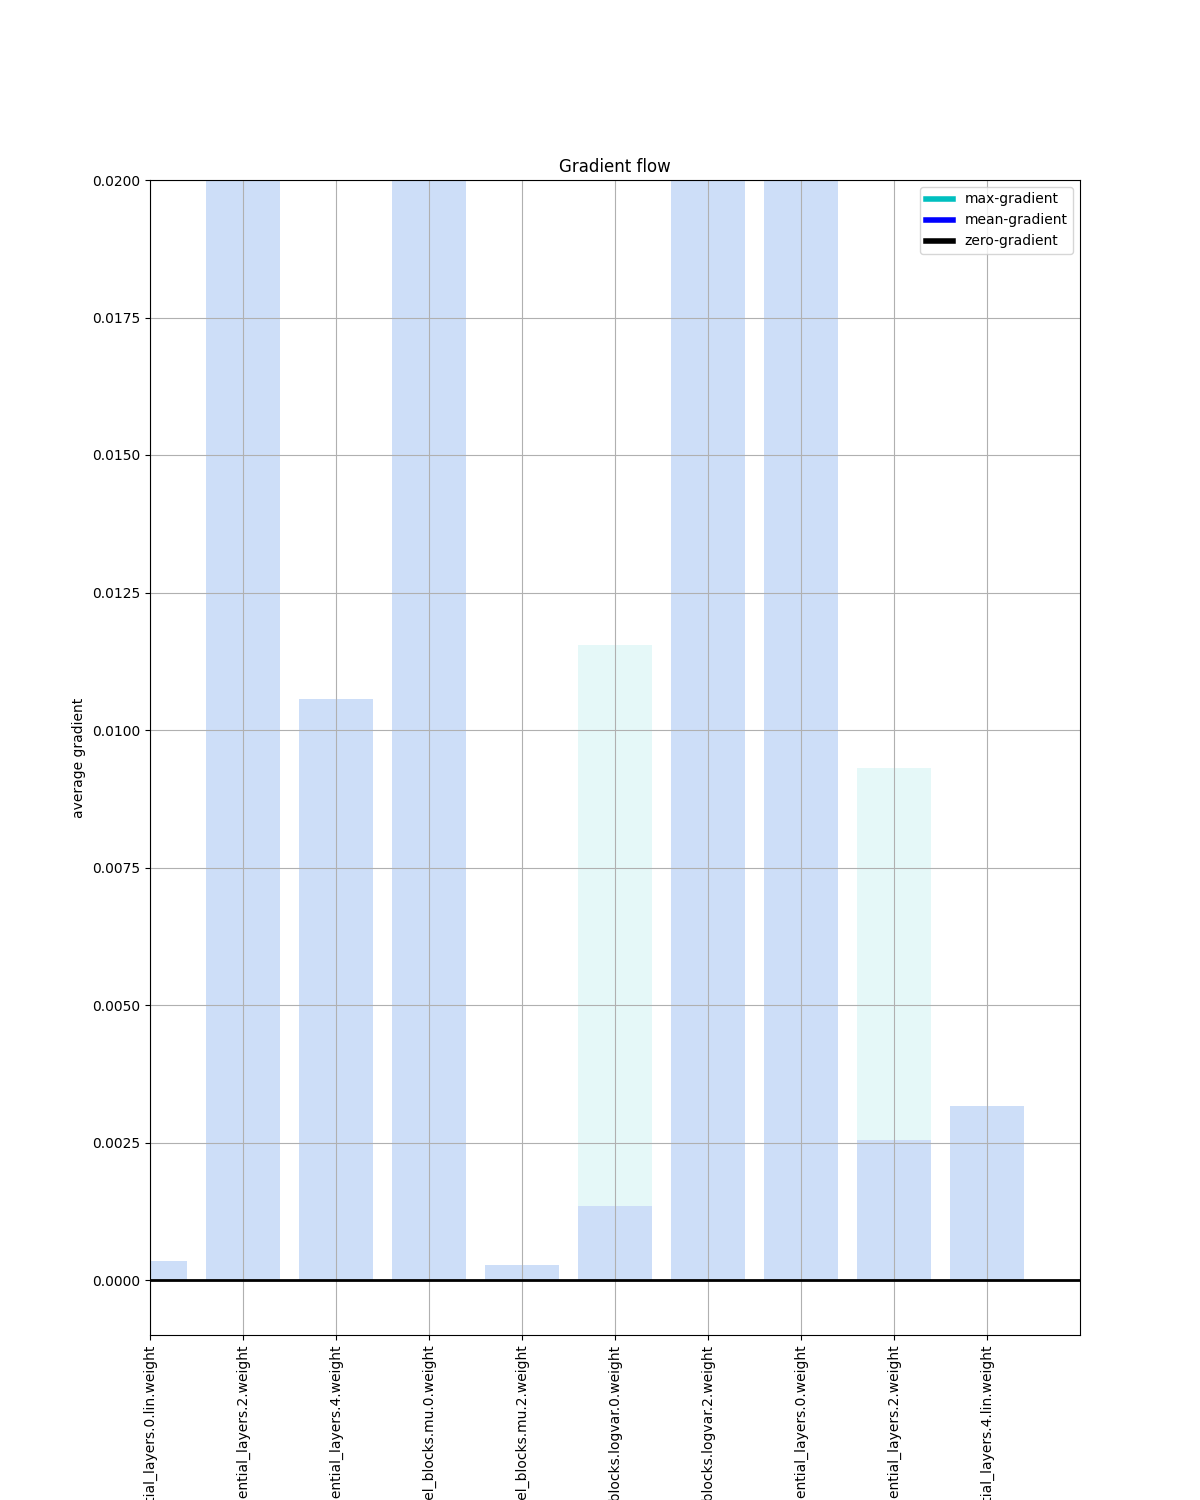 Gradient flow
max-gradient
mean-gradient
zero-gradient
0.0200
0.0175
0.0150
0.0125
0.0100
0.0075
0.0050
0.0025
0.0000
average gradient
tial_layers.0.lin.weight
ential_layers.2.weight
ential_layers.4.weight
el_blocks.mu.0.weight
el_blocks.mu.2.weight
blocks.logvar.0.weight
blocks.logvar.2.weight
ential_layers.0.weight
ential_layers.2.weight
tial_layers.4.lin.weight